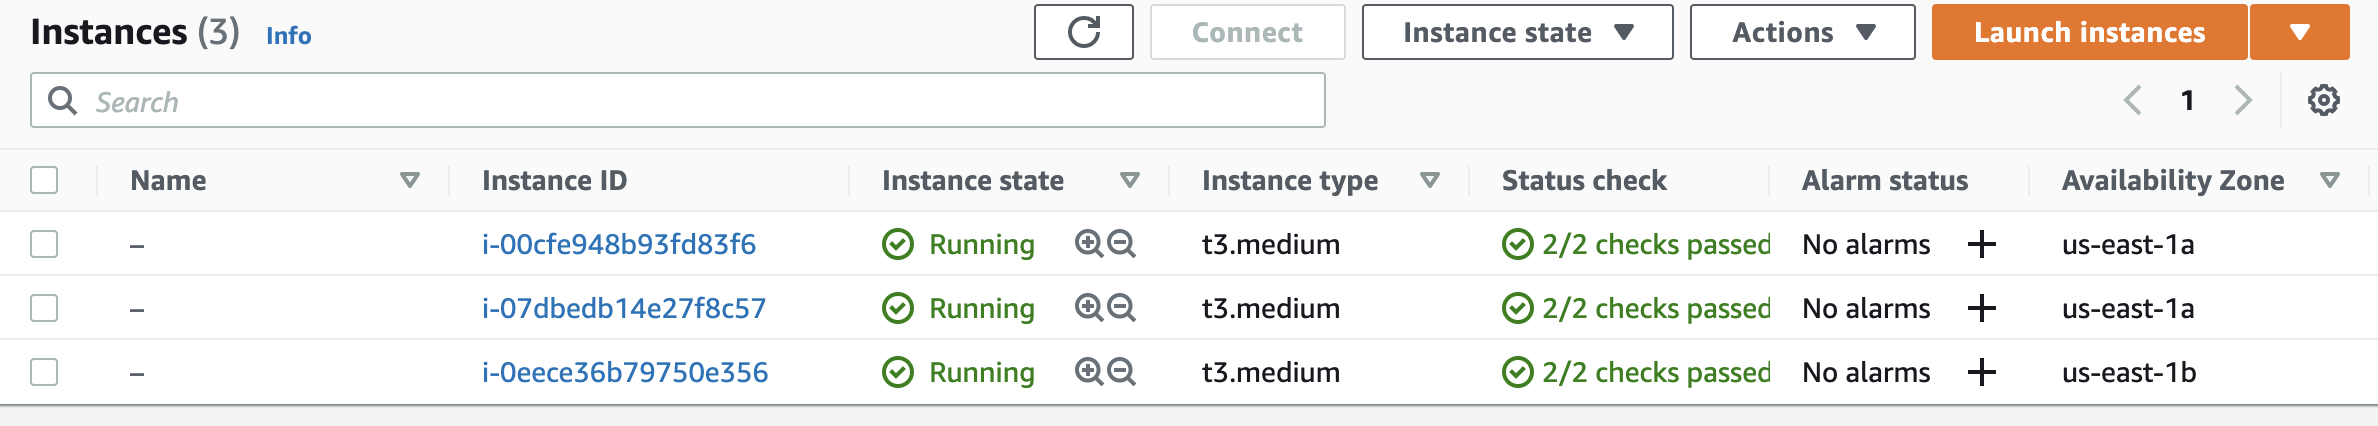 Instances (3) Info Connect Instance state Actions Launch instances
Search 1
Name Instance ID Instance state Instance type Status check Alarm status Availability Zone
– i-00cfe948b93fd83f6 Running t3.medium 2/2 checks passed No alarms + us-east-1a
– i-07dbedb14e27f8c57 Running t3.medium 2/2 checks passed No alarms + us-east-1a
– i-0eece36b79750e356 Running t3.medium 2/2 checks passed No alarms + us-east-1b